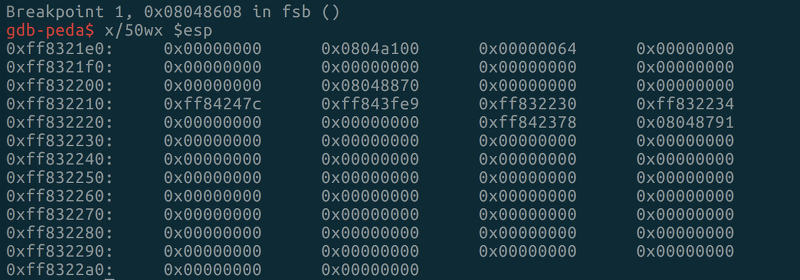 Breakpoint 1, 0x08048608 in fsb ()
gdb-peda$ x/50wx $esp
0xff8321e0: 0x00000000 0x0804a100 0x00000064 0x00000000
0xff8321f0: 0x00000000 0x00000000 0x00000000 0x00000000
0xff832200: 0x00000000 0x08048870 0x00000000 0x00000000
0xff832210: 0xff84247c 0xff843fe9 0xff832230 0xff832234
0xff832220: 0x00000000 0x00000000 0xff842378 0x08048791
0xff832230: 0x00000000 0x00000000 0x00000000 0x00000000
0xff832240: 0x00000000 0x00000000 0x00000000 0x00000000
0xff832250: 0x00000000 0x00000000 0x00000000 0x00000000
0xff832260: 0x00000000 0x00000000 0x00000000 0x00000000
0xff832270: 0x00000000 0x00000000 0x00000000 0x00000000
0xff832280: 0x00000000 0x00000000 0x00000000 0x00000000
0xff832290: 0x00000000 0x00000000 0x00000000 0x00000000
0xff8322a0: 0x00000000 0x00000000